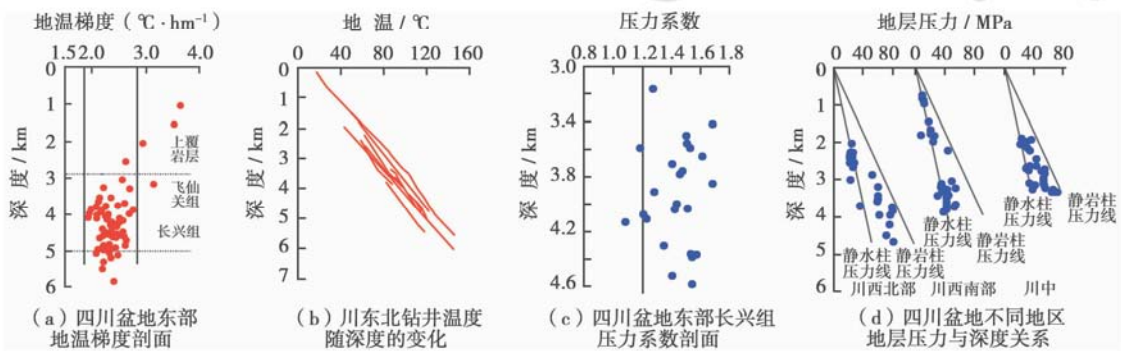 地温梯度（℃·hm⁻¹）
1.5 2.0 3.0 4.0
0
1
2
3
4
5
6
深度/km
上覆
岩层
飞仙
关组
长兴组
（a）四川盆地东部
地温梯度剖面
地 温/℃
0 40 80 120 160
0
1
2
3
4
5
6
7
深度/km
（b）川东北钻井温度
随深度的变化
压力系数
0.8 1.0 1.2 1.4 1.6 1.8
3.0
3.4
3.8
4.2
4.6
深度/km
（c）四川盆地东部长兴组
压力系数剖面
地层压力/MPa
0 40 80 0 40 80 0 40 80
0
1
2
3
4
5
6
深度/km
静水柱
压力线
静岩柱
压力线
川西北部
静水柱
压力线
静岩柱
压力线
川西南部
静水柱
压力线
静岩柱
压力线
川中
（d）四川盆地不同地区
地层压力与深度关系